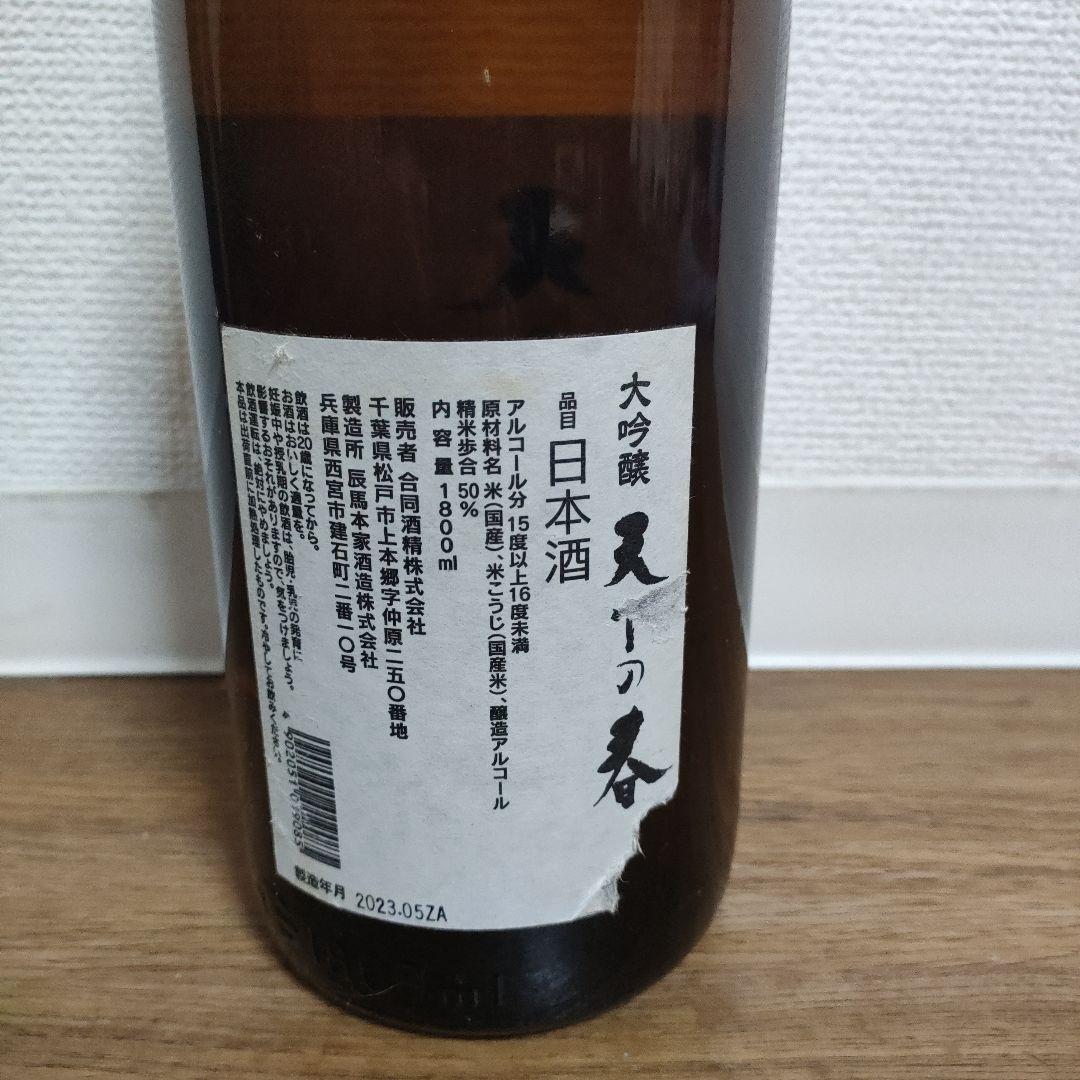 大吟醸 天 の春
品目 日本酒
アルコール分 15度以上16度未満
原材料名 米(国産)、米こうじ(国産米)、醸造アルコール
精米歩合 50%
内容量 1800ml
販売者 合同酒精株式会社
千葉県松戸市上本郷字仲原二五〇番地
製造所 辰馬本家酒造株式会社
兵庫県西宮市建石町二番一〇号
飲酒は20歳になってから。
お酒はおいしく適量を。
妊娠中や授乳期の飲酒は、胎児・乳児の発育に
影響するおそれがありますので、気をつけましょう。
飲酒運転は、絶対にやめましょう。
本品は出荷直前に加熱処理したものです。冷やしてお飲みください。
4902051019085
製造年月 2023.05ZA